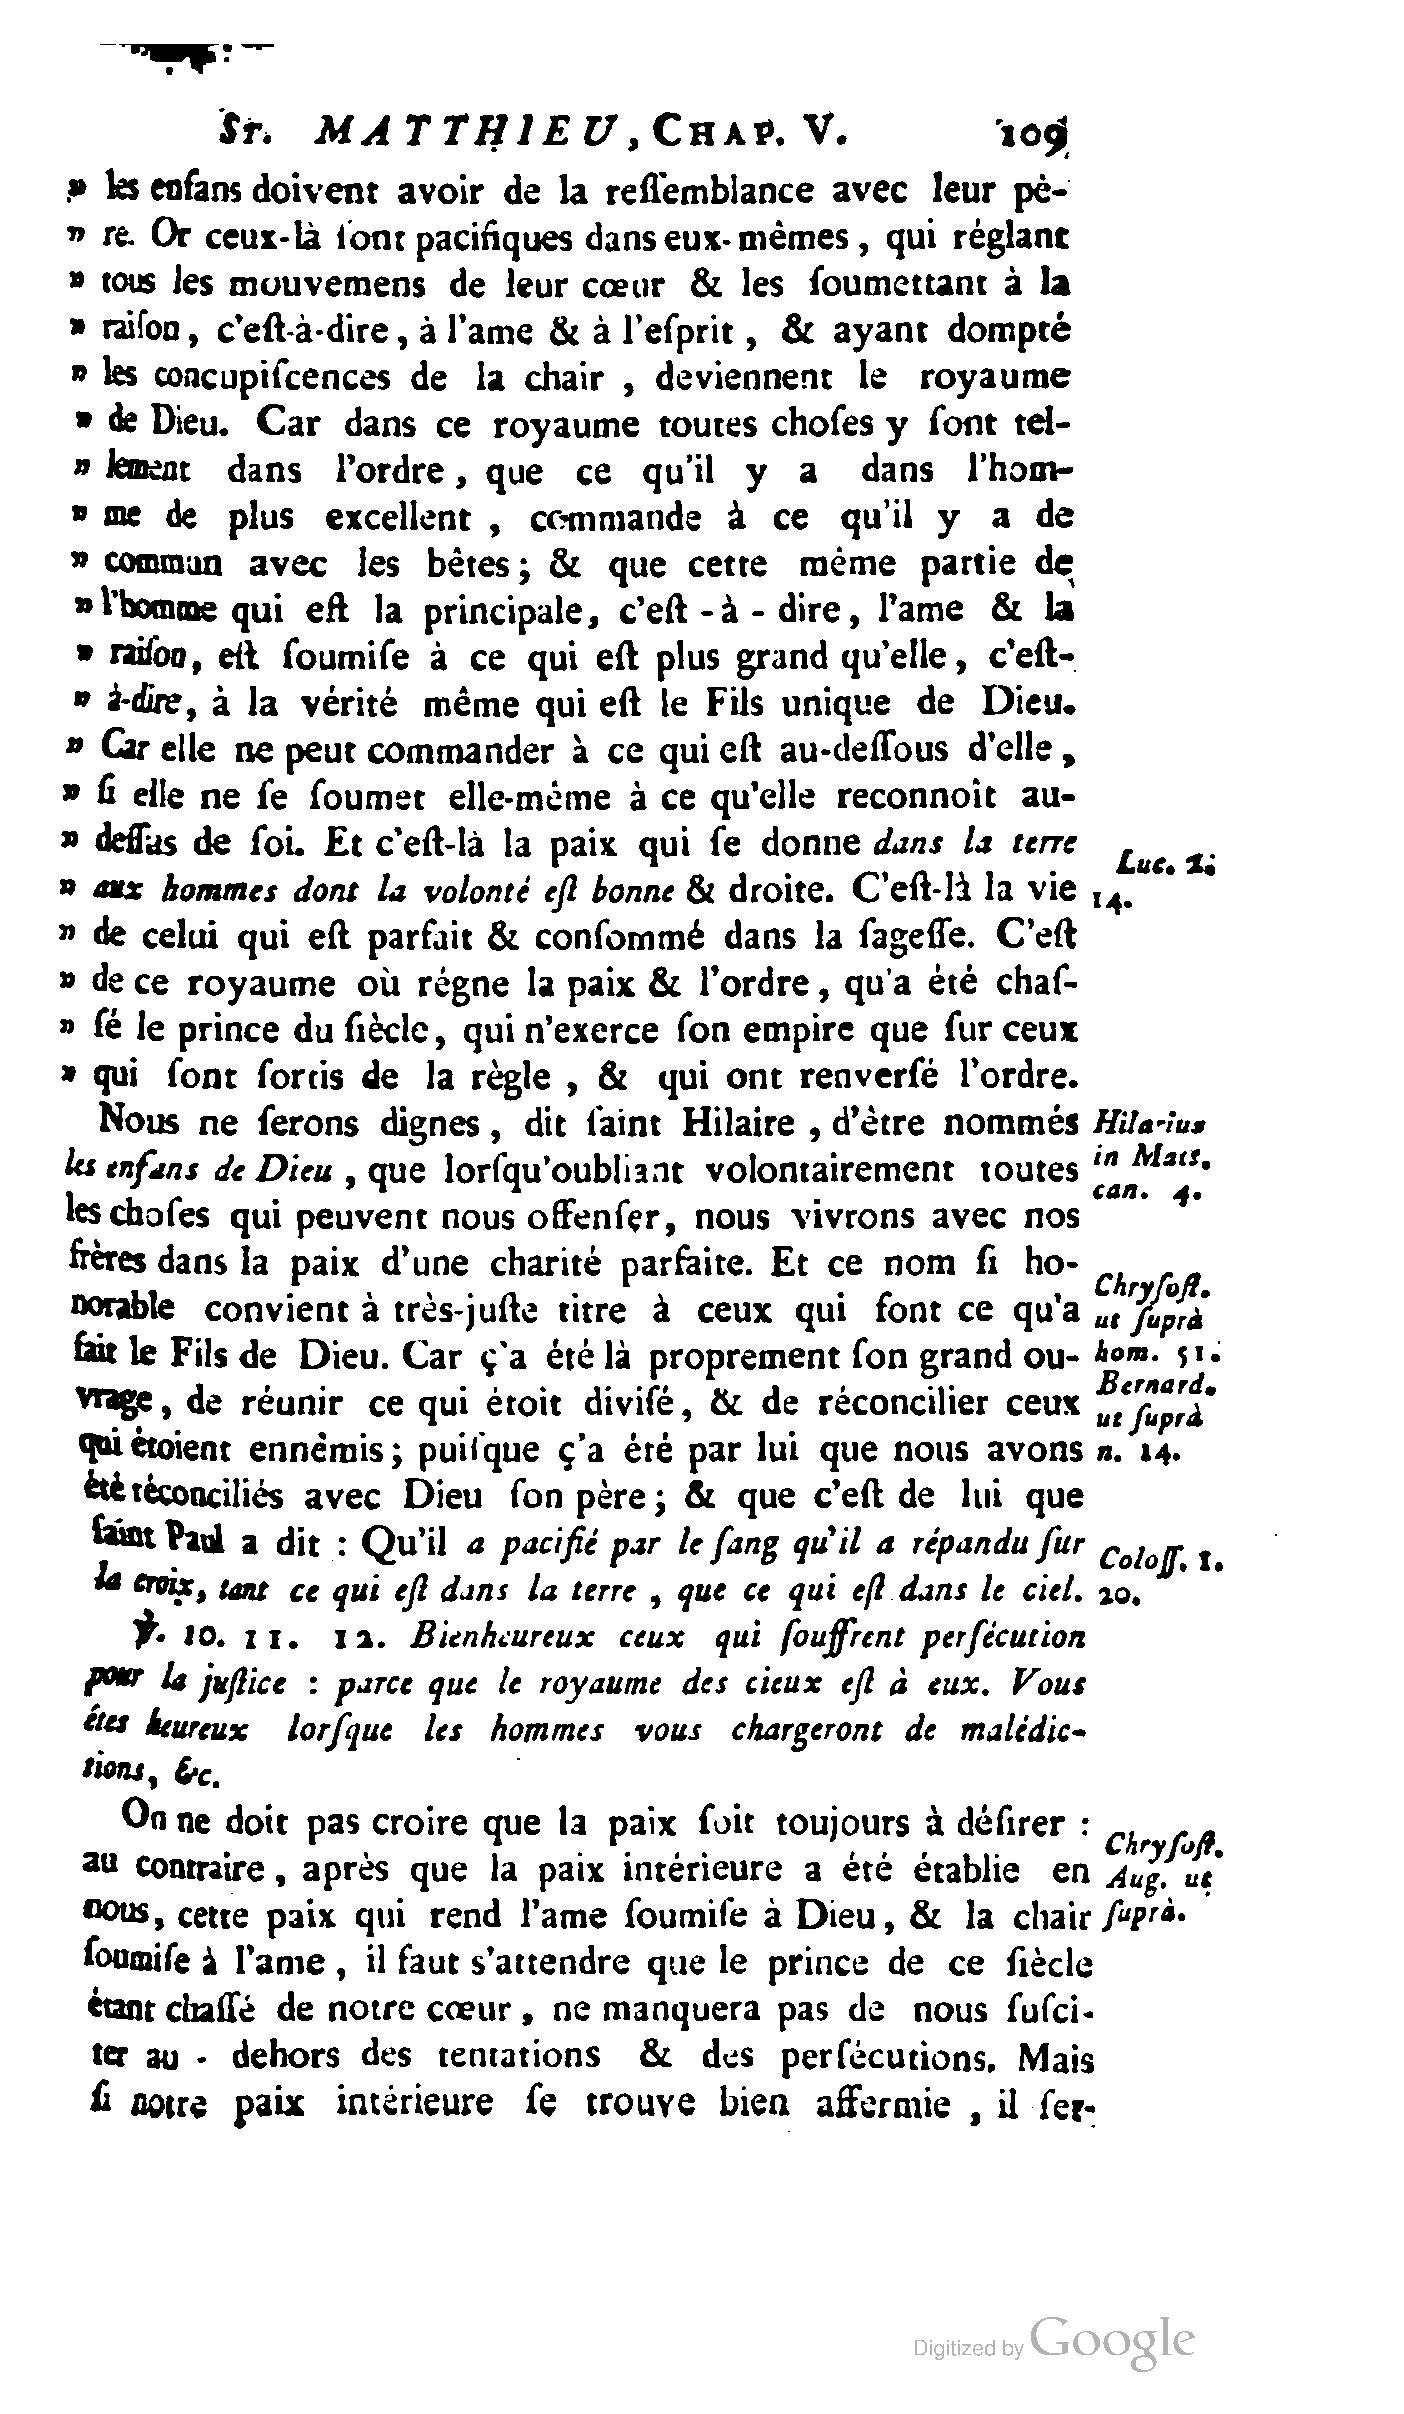 St. MATTHIEU, CHAP. V. 109
» les enfans doivent avoir de la reſſemblance avec leur pè-
» re. Or ceux-là ſont pacifiques dans eux-mêmes, qui réglant
» tous les mouvemens de leur cœur & les ſoumettant à la
» raiſon, c'eſt-à-dire, à l'ame & à l'eſprit, & ayant dompté
» les concupiſcences de la chair, deviennent le royaume
» de Dieu. Car dans ce royaume toutes choſes y ſont tel-
» lement dans l'ordre, que ce qu'il y a dans l'hom-
» me de plus excellent, commande à ce qu'il y a de
» commun avec les bêtes; & que cette même partie de
» l'homme qui eſt la principale, c'eſt-à-dire, l'ame & la
» raiſon, eſt ſoumiſe à ce qui eſt plus grand qu'elle, c'eſt-
» à-dire, à la vérité même qui eſt le Fils unique de Dieu.
» Car elle ne peut commander à ce qui eſt au-deſſous d'elle,
» ſi elle ne ſe ſoumet elle-même à ce qu'elle reconnoît au-
» deſſus de ſoi. Et c'eſt-là la paix qui ſe donne dans la terre
Luc. 2.
» aux hommes dont la volonté eſt bonne & droite. C'eſt-là la vie
14.
» de celui qui eſt parfait & conſommé dans la ſageſſe. C'eſt
» de ce royaume où régne la paix & l'ordre, qu'a été chaſ-
» ſé le prince du ſiècle, qui n'exerce ſon empire que ſur ceux
» qui ſont ſortis de la règle, & qui ont renverſé l'ordre.
Nous ne ſerons dignes, dit ſaint Hilaire, d'être nommés
Hilarius
les enfans de Dieu, que lorſqu'oubliant volontairement toutes
in Matt.
can. 4.
les choſes qui peuvent nous offenſer, nous vivrons avec nos
frères dans la paix d'une charité parfaite. Et ce nom ſi ho-
Chryſoſt.
norable convient à très-juſte titre à ceux qui font ce qu'a
ut ſuprà
fait le Fils de Dieu. Car ç'a été là proprement ſon grand ou-
hom. 51.
Bernard.
vrage, de réunir ce qui étoit diviſé, & de réconcilier ceux
ut ſuprà
qui étoient ennêmis; puiſque ç'a été par lui que nous avons
n. 14.
été réconciliés avec Dieu ſon père; & que c'eſt de lui que
ſaint Paul a dit : Qu'il a pacifié par le ſang qu'il a répandu ſur
Coloſſ. 1.
la croix, tant ce qui eſt dans la terre, que ce qui eſt dans le ciel.
20.
℣. 10. 11. 12. Bienheureux ceux qui ſouffrent perſécution
pour la juſtice : parce que le royaume des cieux eſt à eux. Vous
êtes heureux lorſque les hommes vous chargeront de malédic-
tions, &c.
On ne doit pas croire que la paix ſoit toujours à déſirer :
Chryſoſt.
au contraire, après que la paix intérieure a été établie en
Aug. ut
nous, cette paix qui rend l'ame ſoumiſe à Dieu, & la chair
ſuprà.
ſoumiſe à l'ame, il faut s'attendre que le prince de ce ſiècle
étant chaſſé de notre cœur, ne manquera pas de nous ſuſci-
ter au-dehors des tentations & des perſécutions. Mais
ſi notre paix intérieure ſe trouve bien affermie, il ſer-
Digitized by Google